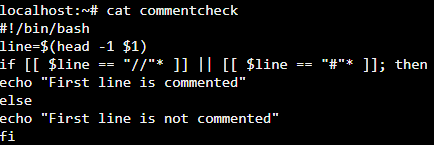 localhost:~# cat commentcheck
#!/bin/bash
line=$(head -1 $1)
if [[ $line == "//"* ]] || [[ $line == "#"* ]]; then
echo "First line is commented"
else
echo "First line is not commented"
fi